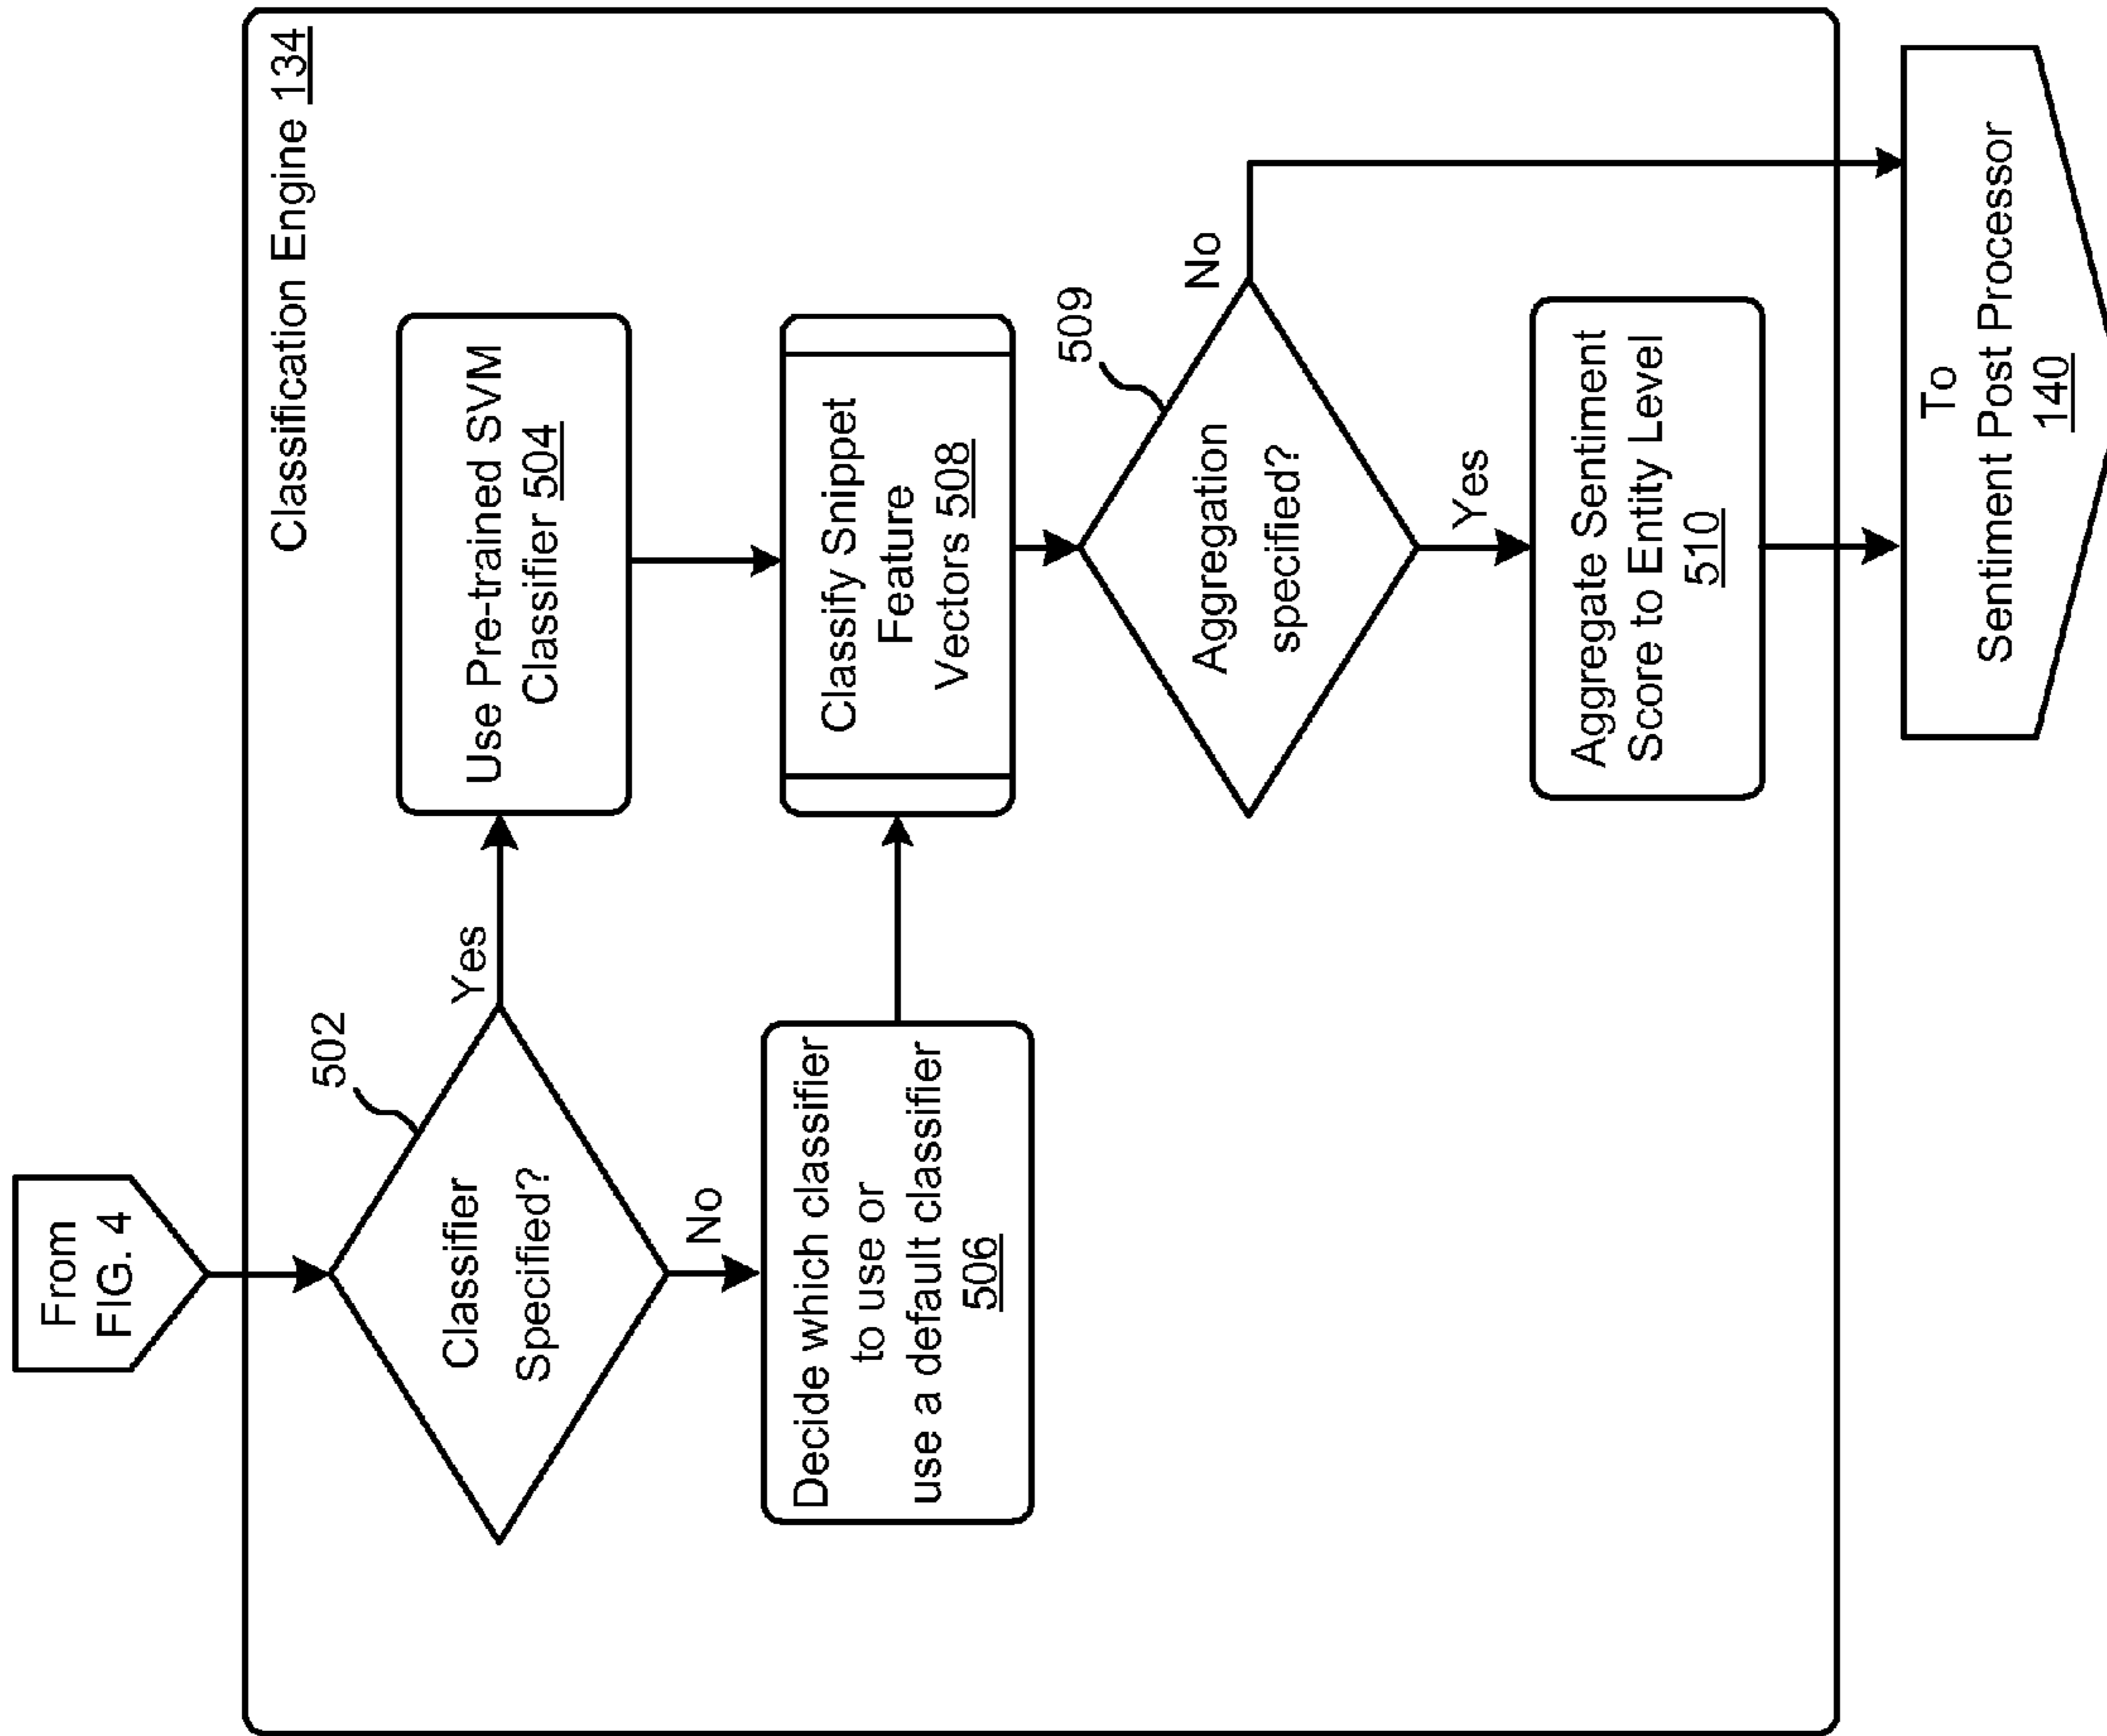 From
FIG. 4
Classification Engine 134
502
Classifier
Specified?
Yes
Use Pre-trained SVM
Classifier 504
No
Decide which classifier
to use or
use a default classifier
506
Classify Snippet
Feature
Vectors 508
509
Aggregation
specified?
No
Yes
Aggregate Sentiment
Score to Entity Level
510
To
Sentiment Post Processor
140